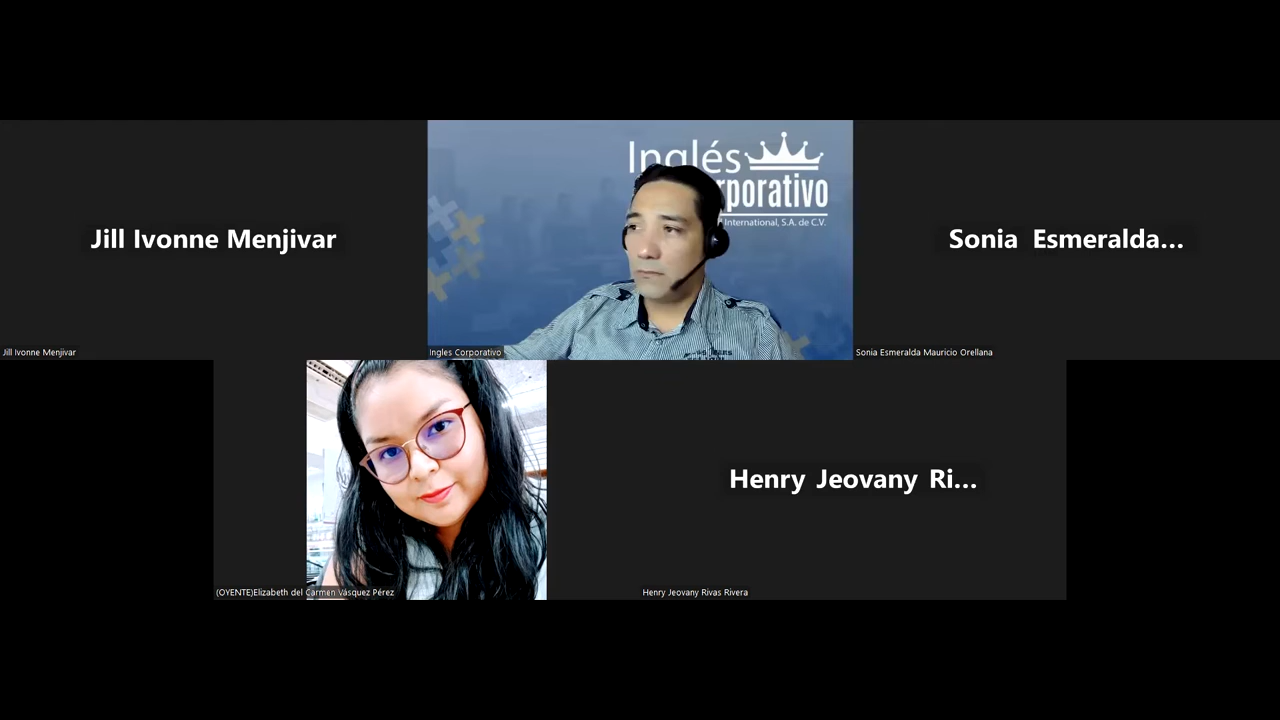 Jill Ivonne Menjivar
Jill Ivonne Menjivar
Inglés
rporativo
International, S.A. de C.V.
Ingles Corporativo
Sonia Esmeralda...
Sonia Esmeralda Mauricio Orellana
(OYENTE)Elizabeth del Carmen Vásquez Pérez
Henry Jeovany Ri...
Henry Jeovany Rivas Rivera